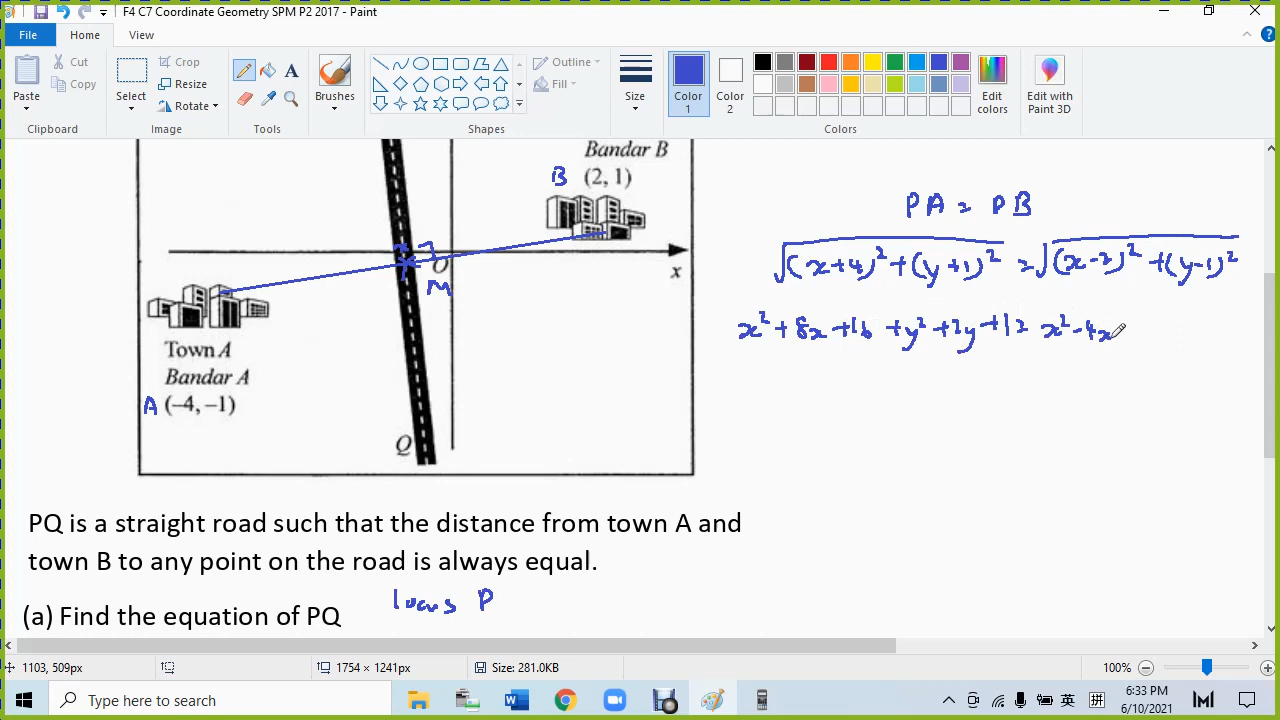 F4 C7 Coordinate Geometry SPM P2 2017 - Paint
File Home View
Paste Cut Copy Clipboard
Select Crop Resize Rotate Image
Tools
Brushes
Outline Fill Shapes
Size
Color 1 Color 2 Edit colors Edit with Paint 3D Colors
Bandar B
B (2, 1)
O
x
M
Town A
Bandar A
A (–4, –1)
Q
PA = PB
√(x+4)²+(y+1)² = √(x-2)²+(y-1)²
x²+8x+16+y²+2y+1= x²-4x
PQ is a straight road such that the distance from town A and
town B to any point on the road is always equal.
locus P
(a) Find the equation of PQ
1103, 509px 1754 × 1241px Size: 281.0KB 100%
Type here to search
英 拼 6:33 PM
6/10/2021